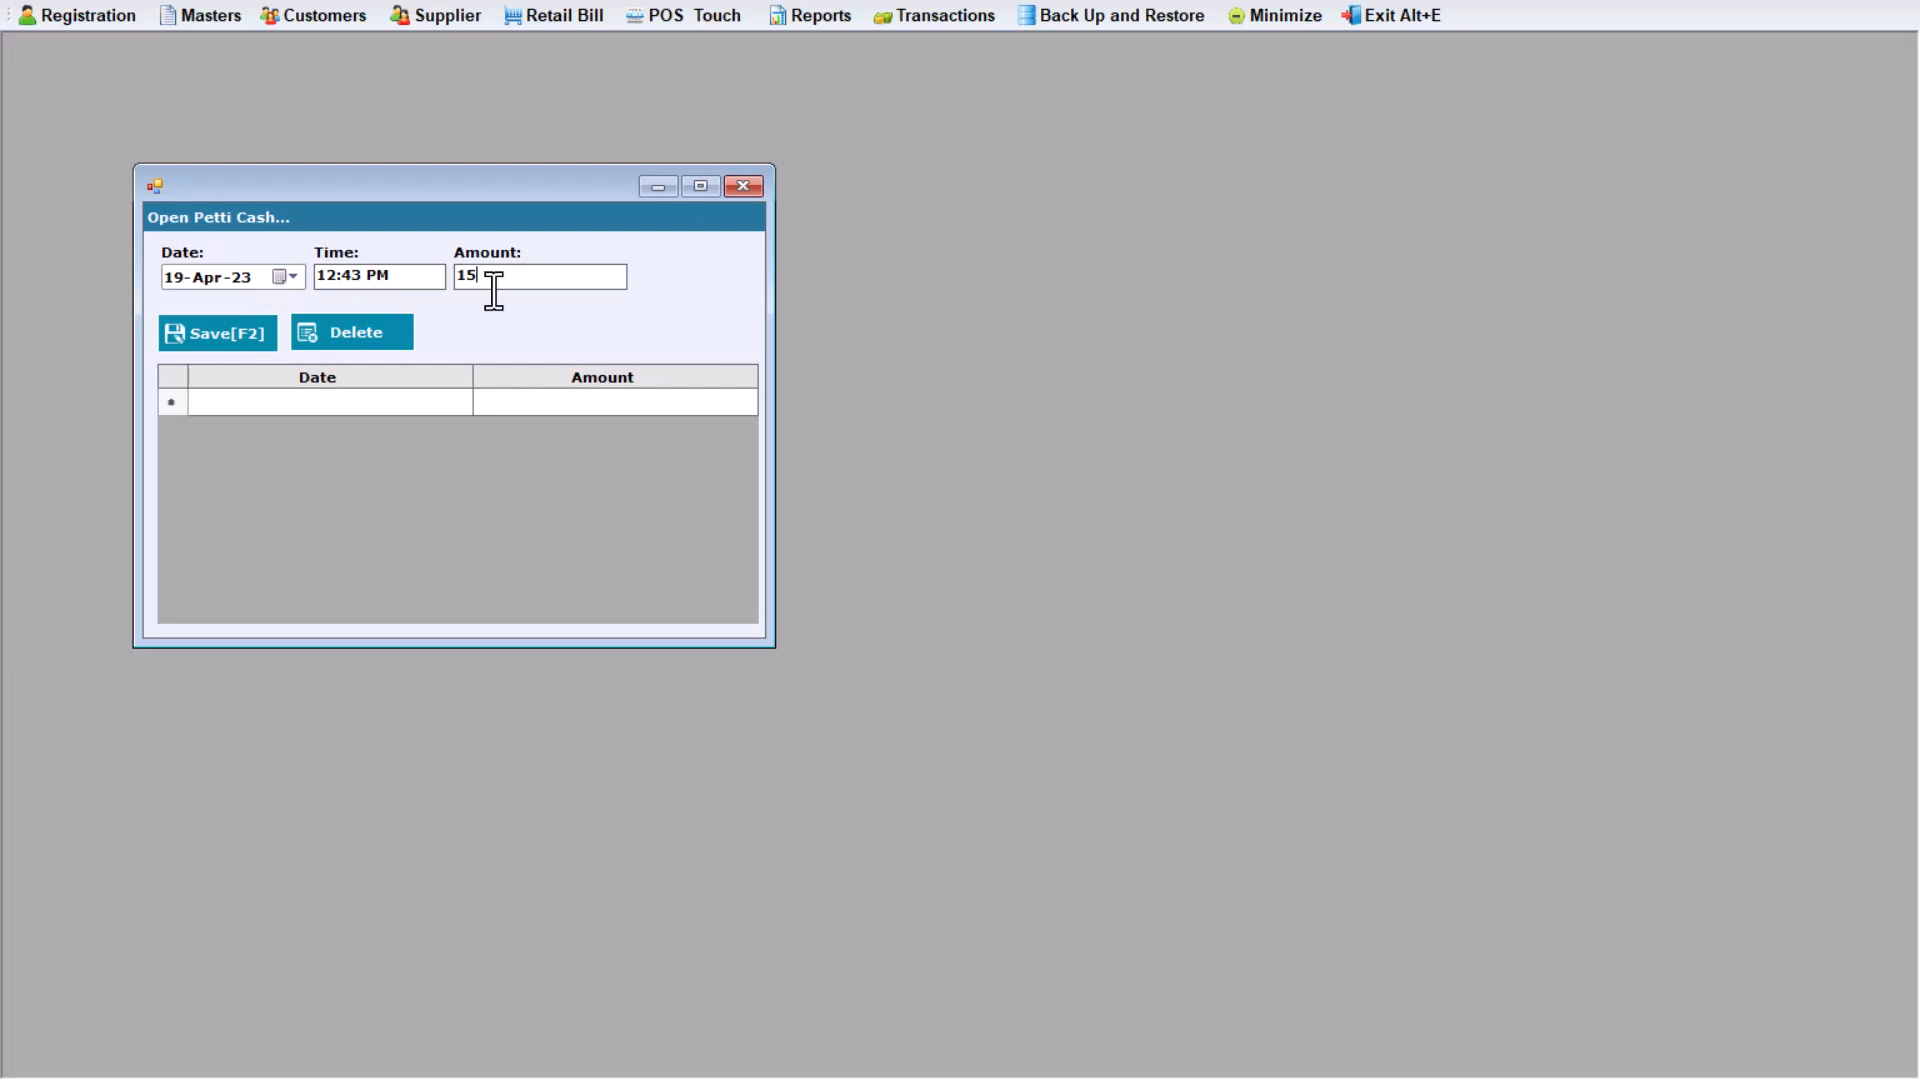 Registration Masters Customers Supplier Retail Bill POS Touch Reports Transactions Back Up and Restore Minimize Exit Alt+E
Open Petti Cash...
Date: Time: Amount:
19-Apr-23 12:43 PM 15
Save[F2] Delete
Date Amount
*